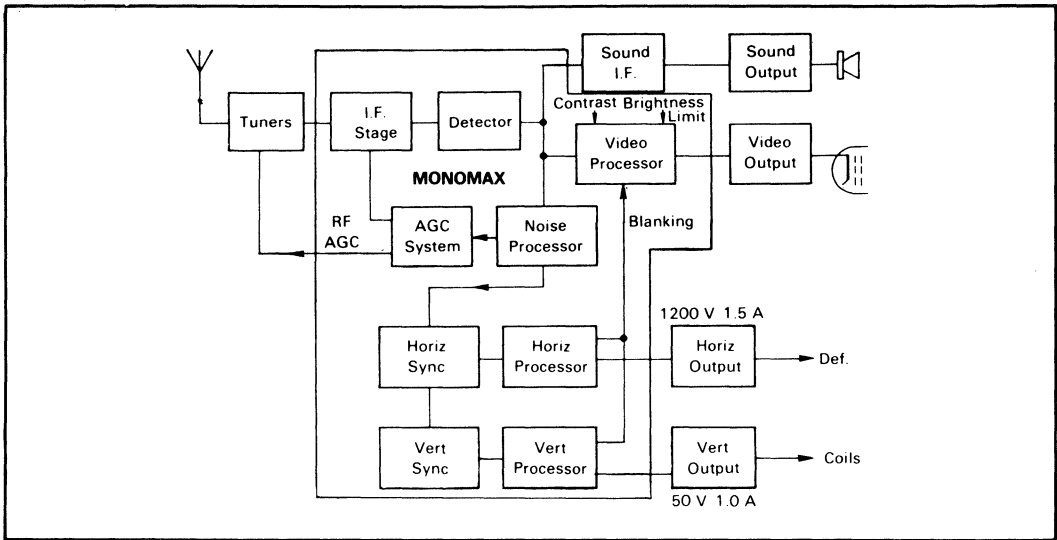 Sound
I.F.
Sound
Output
Tuners
I.F.
Stage
Detector
Contrast Brightness
Limit
Video
Processor
Video
Output
MONOMAX
RF
AGC
AGC
System
Noise
Processor
Blanking
1200 V 1.5 A
Horiz
Sync
Horiz
Processor
Horiz
Output
Def.
Vert
Sync
Vert
Processor
Vert
Output
Coils
50 V 1.0 A